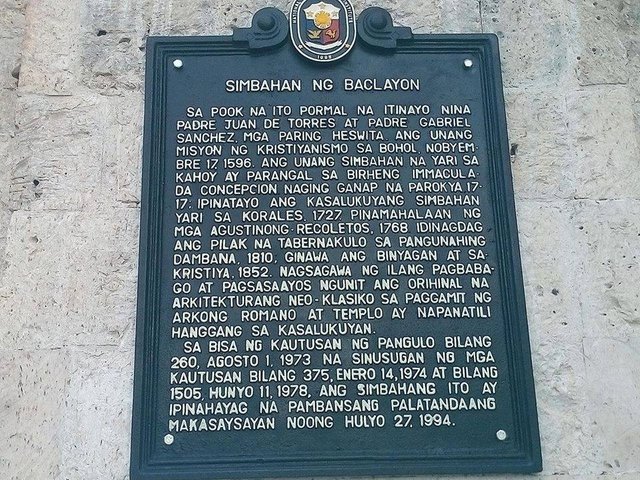 SIMBAHAN NG BACLAYON
SA POOK NA ITO PORMAL NA ITINAYO NINA
PADRE JUAN DE TORRES AT PADRE GABRIEL
SANCHEZ, MGA PARING HESWITA, ANG UNANG
MISYON NG KRISTIYANISMO SA BOHOL, NOBYEM-
BRE 17, 1596. ANG UNANG SIMBAHAN NA YARI SA
KAHOY AY PARANGAL SA BIRHENG IMMACULA-
DA CONCEPCION NAGING GANAP NA PAROKYA 17-
17. IPINATAYO ANG KASALUKUYANG SIMBAHAN
YARI SA KORALES, 1727. PINAMAHALAAN NG
MGA AGUSTINONG-RECOLETOS, 1768. IDINAGDAG
ANG PILAK NA TABERNAKULO SA PANGUNAHING
DAMBANA, 1810. GINAWA ANG BINYAGAN AT SA-
KRISTIYA, 1852. NAGSAGAWA NG ILANG PAGBABA-
GO AT PAGSASAAYOS NGUNIT ANG ORIHINAL NA
ARKITEKTURANG NEO-KLASIKO SA PAGGAMIT NG
ARKONG ROMANO AT TEMPLO AY NAPANATILI
HANGGANG SA KASALUKUYAN.
SA BISA NG KAUTUSAN NG PANGULO BILANG
260, AGOSTO 1, 1973 NA SINUSUGAN NG MGA
KAUTUSAN BILANG 375, ENERO 14, 1974 AT BILANG
1505, HUNYO 11, 1978, ANG SIMBAHANG ITO AY
IPINAHAYAG NA PAMBANSANG PALATANDAANG
MAKASAYSAYAN NOONG HULYO 27, 1994.